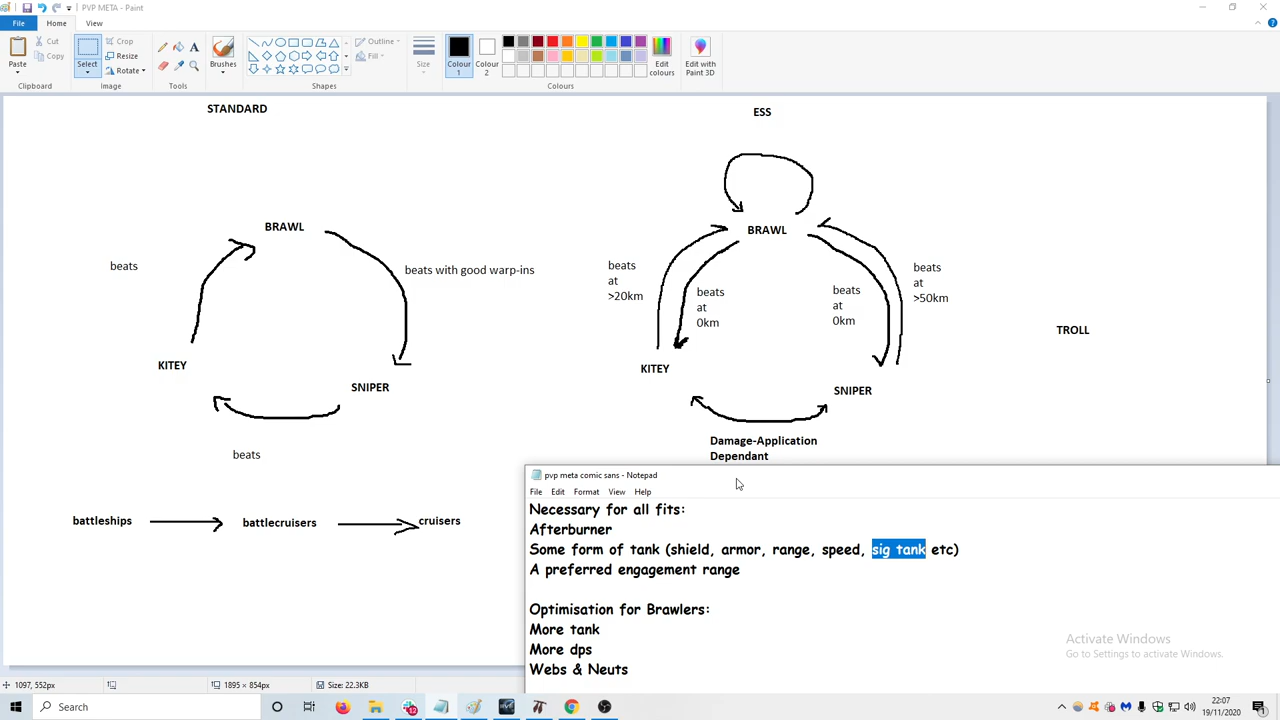 PVP META - Paint
File
Home
View
Paste
Cut
Copy
Clipboard
Select
Crop
Resize
Rotate
Image
Tools
Brushes
Shapes
Outline
Fill
Size
Colour 1
Colour 2
Edit colours
Edit with Paint 3D
Colours
STANDARD
ESS
BRAWL
beats
beats with good warp-ins
KITEY
SNIPER
beats
battleships
battlecruisers
cruisers
BRAWL
beats
at
>20km
beats
at
0km
beats
at
0km
beats
at
>50km
KITEY
SNIPER
TROLL
Damage-Application
Dependant
pvp meta comic sans - Notepad
File Edit Format View Help
Necessary for all fits:
Afterburner
Some form of tank (shield, armor, range, speed, sig tank etc)
A preferred engagement range
Optimisation for Brawlers:
More tank
More dps
Webs & Neuts
Activate Windows
Go to Settings to activate Windows.
1097, 552px
1895 × 854px
Size: 22.3KB
Search
12
22:07
19/11/2020
1